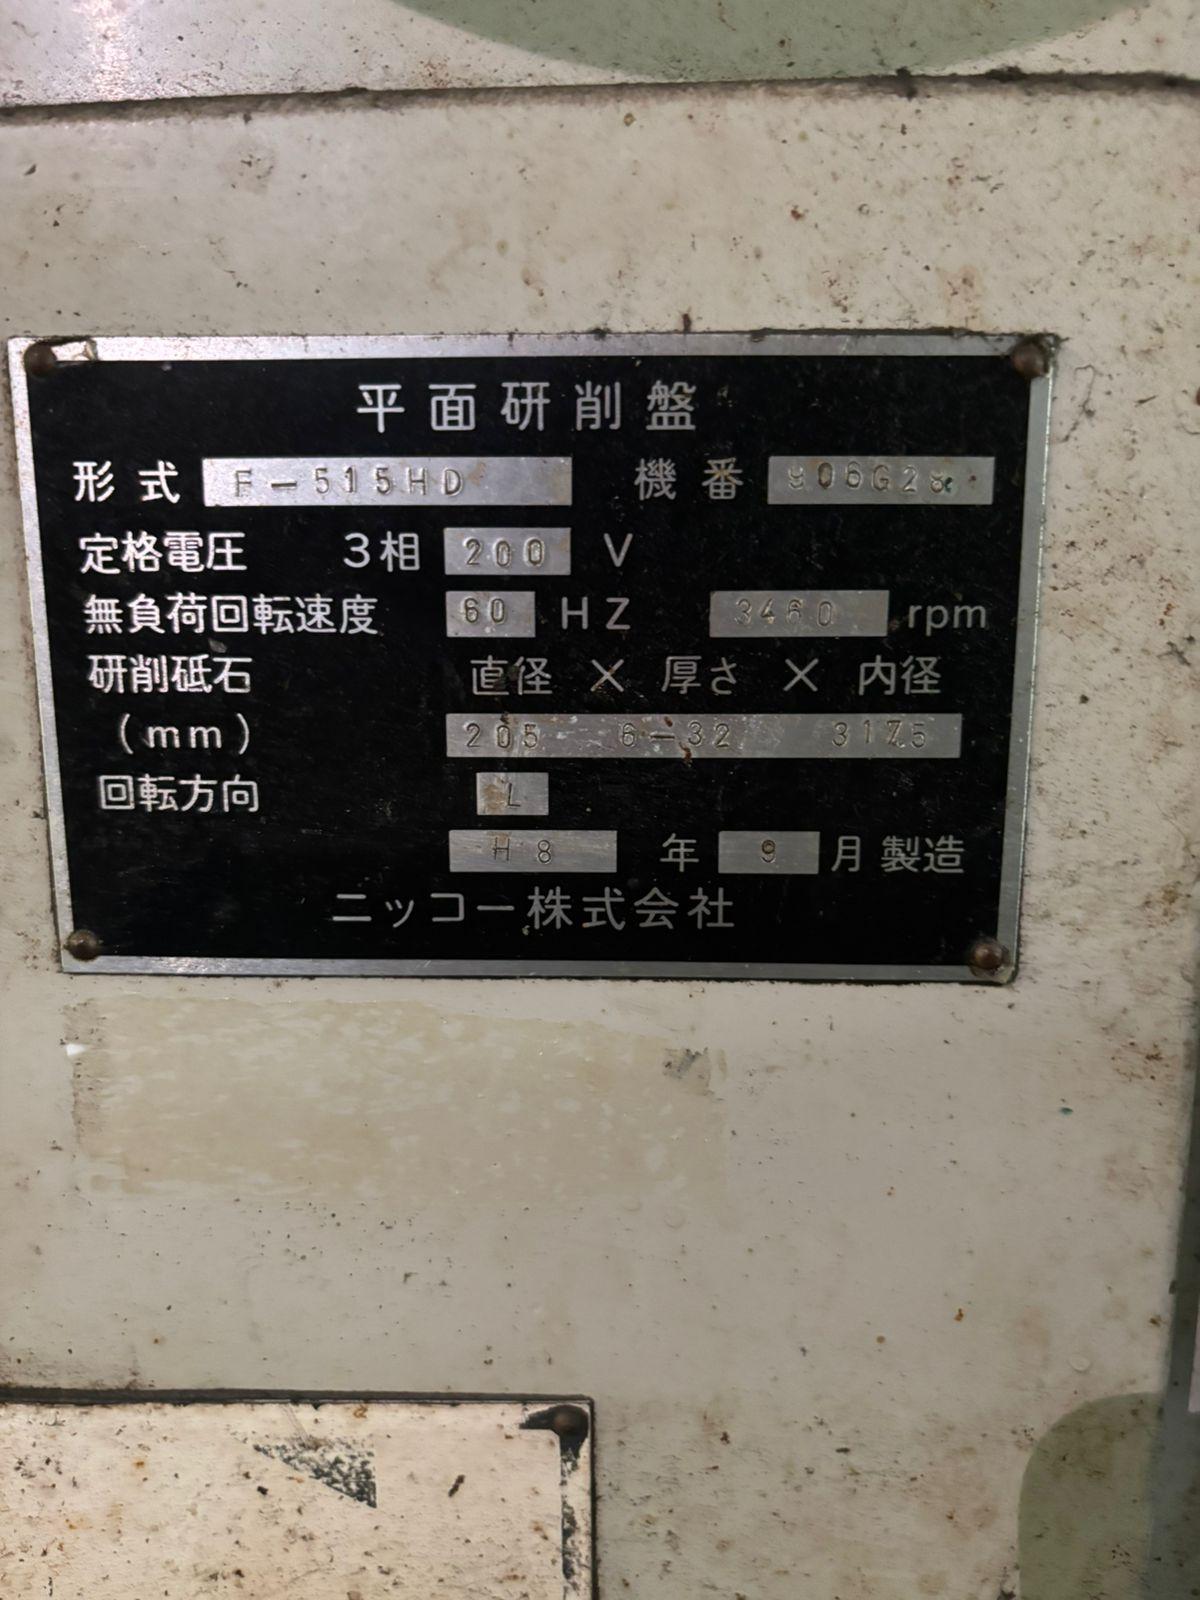 平面研削盤
形式 F-515HD 機番 906G28
定格電圧 3相 200 V
無負荷回転速度 60 HZ 3460 rpm
研削砥石 直径 × 厚さ × 内径
(mm) 205 6-32 3175
回転方向 L
H8 年 9 月 製造
ニッコー株式会社